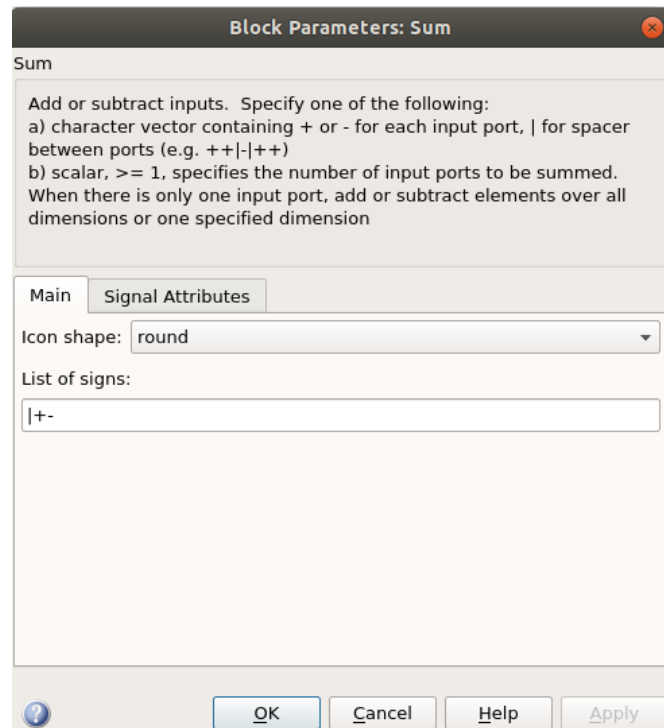 Block Parameters: Sum
Sum
Add or subtract inputs.  Specify one of the following:
a) character vector containing + or - for each input port, | for spacer
between ports (e.g. ++|-|++)
b) scalar, >= 1, specifies the number of input ports to be summed.
When there is only one input port, add or subtract elements over all
dimensions or one specified dimension
Main Signal Attributes
Icon shape: round
List of signs:
|+-
? OK Cancel Help Apply